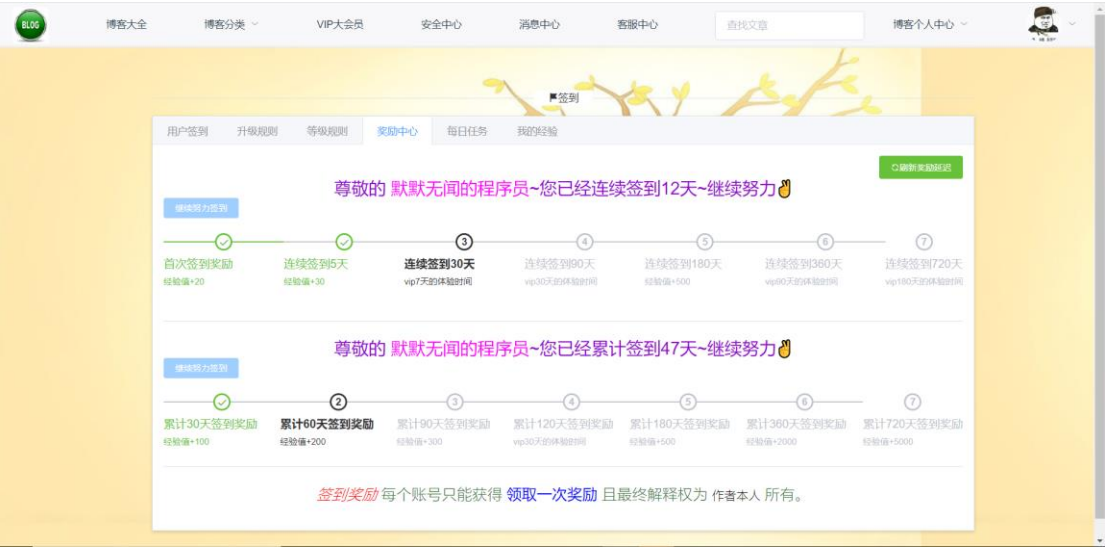 BLOG 博客大全 博客分类 VIP大会员 安全中心 消息中心 客服中心 查找文章 博客个人中心
签到
用户签到 升级规则 等级规则 奖励中心 每日任务 我的经验
刷新奖励延迟
尊敬的 默默无闻的程序员~您已经连续签到12天~继续努力
继续努力签到
3 4 5 6 7
首次签到奖励 连续签到5天 连续签到30天 连续签到90天 连续签到180天 连续签到360天 连续签到720天
经验值+20 经验值+30 vip7天的体验时间 vip30天的体验时间 经验值+500 vip90天的体验时间 vip180天的体验时间
尊敬的 默默无闻的程序员~您已经累计签到47天~继续努力
继续努力签到
2 3 4 5 6 7
累计30天签到奖励 累计60天签到奖励 累计90天签到奖励 累计120天签到奖励 累计180天签到奖励 累计360天签到奖励 累计720天签到奖励
经验值+100 经验值+200 经验值+300 vip30天的体验时间 经验值+500 经验值+2000 经验值+5000
签到奖励 每个账号只能获得 领取一次奖励 且最终解释权为 作者本人 所有。